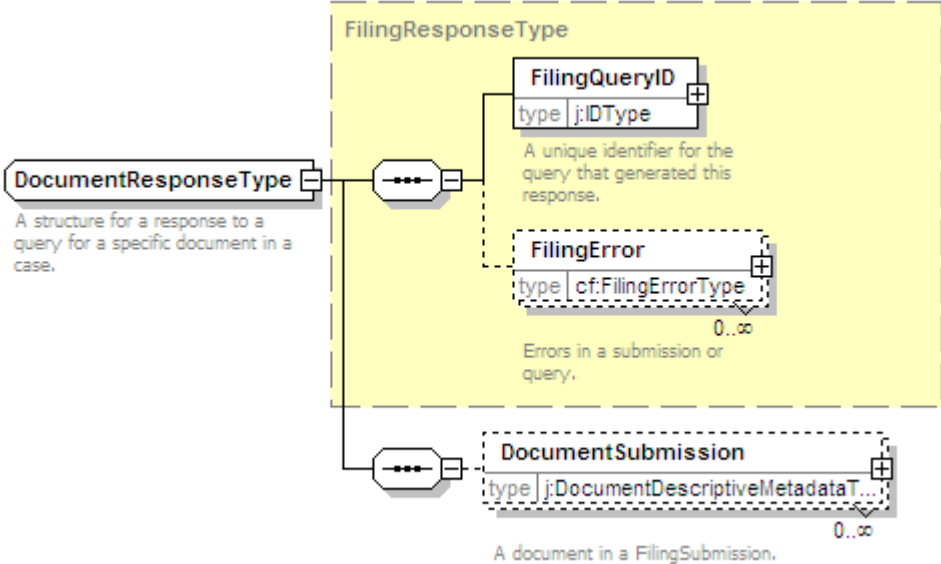 FilingResponseType
FilingQueryID
type j:IDType
A unique identifier for the
query that generated this
response.
DocumentResponseType
A structure for a response to a
query for a specific document in a
case.
FilingError
type cf:FilingErrorType
0..∞
Errors in a submission or
query.
DocumentSubmission
type j:DocumentDescriptiveMetadataT...
0..∞
A document in a FilingSubmission.